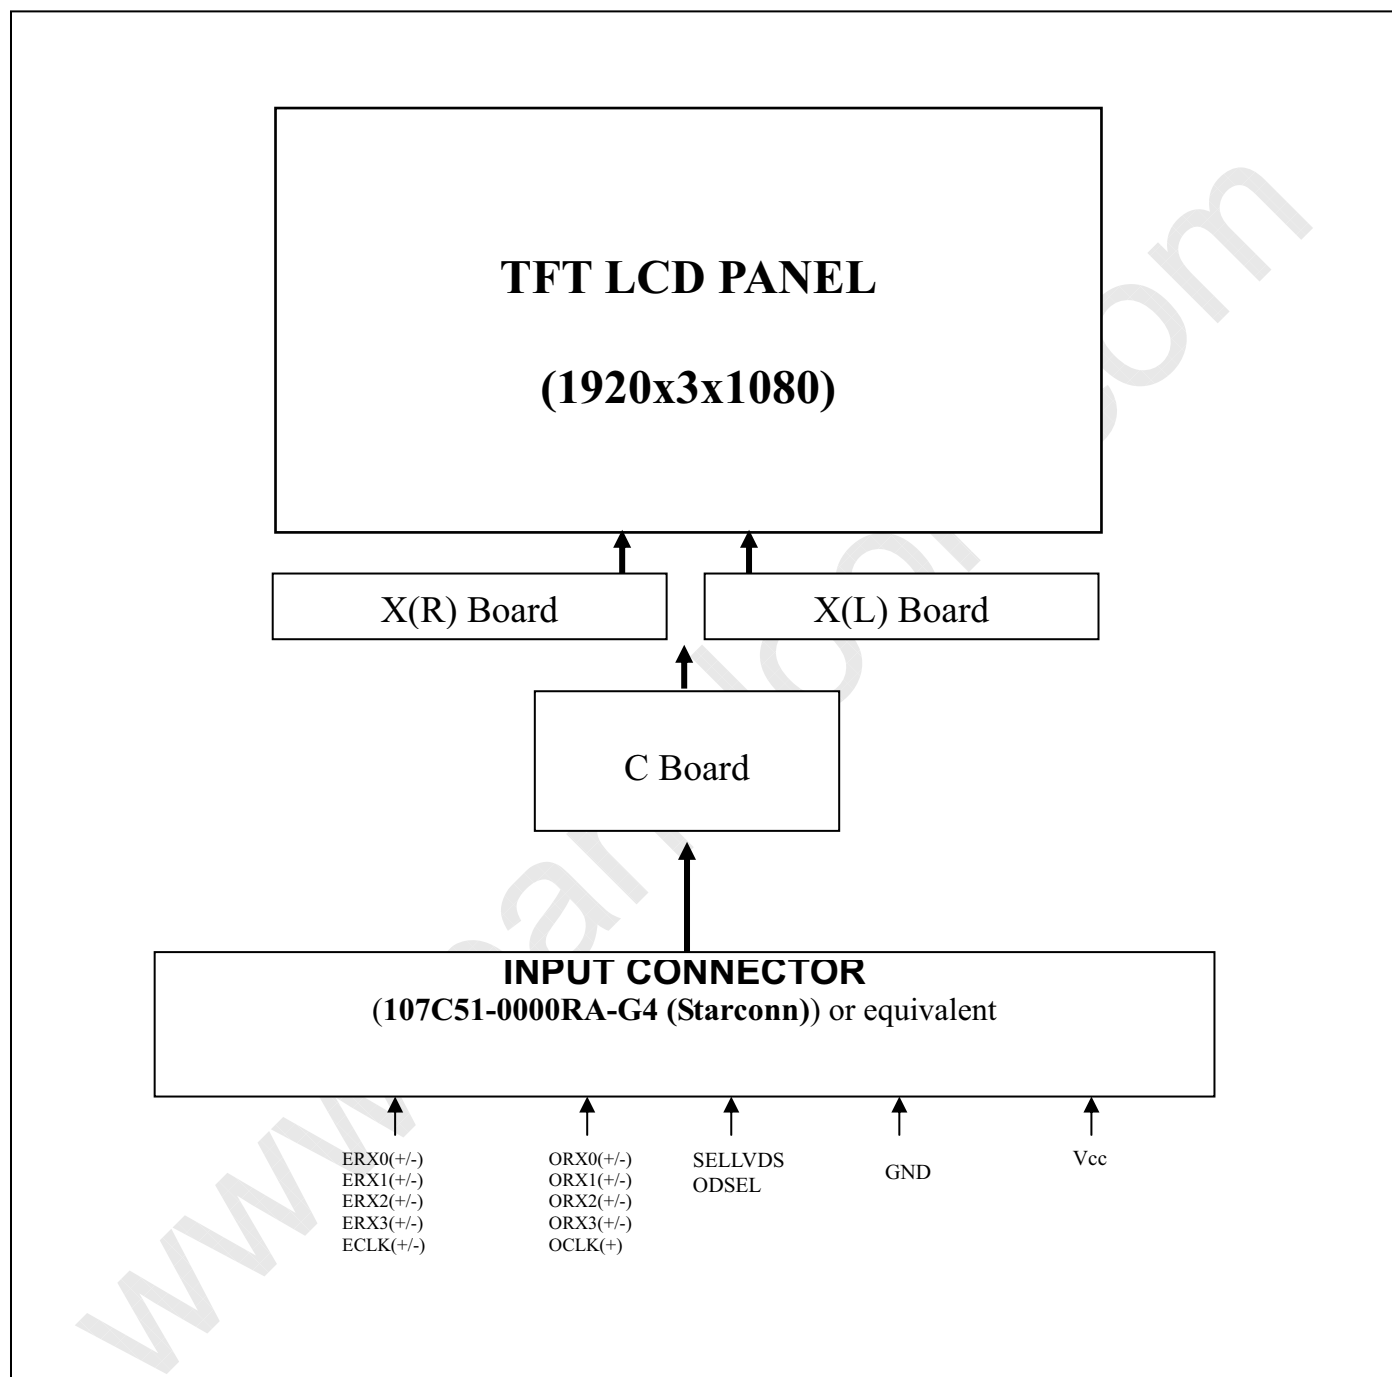 TFT LCD PANEL
(1920x3x1080)
X(R) Board
X(L) Board
C Board
INPUT CONNECTOR
(107C51-0000RA-G4 (Starconn)) or equivalent
ERX0(+/-)
ERX1(+/-)
ERX2(+/-)
ERX3(+/-)
ECLK(+/-)
ORX0(+/-)
ORX1(+/-)
ORX2(+/-)
ORX3(+/-)
OCLK(+)
SELLVDS
ODSEL
GND
Vcc